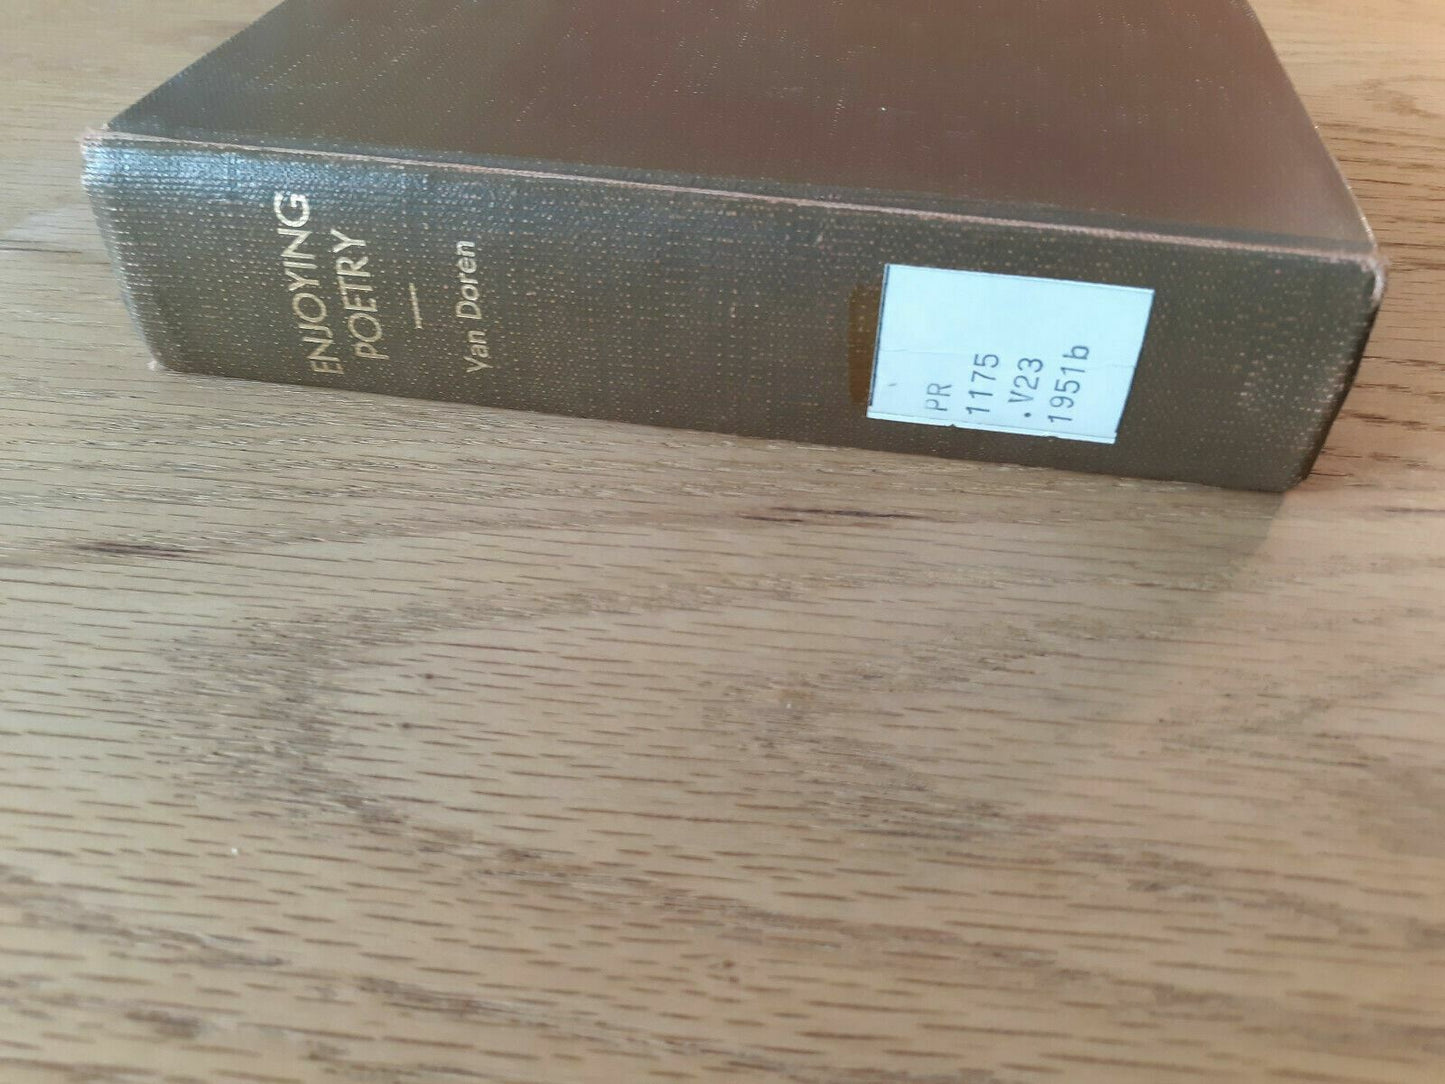 ENJOYING
POETRY
Van Doren
PR
1175
.V23
1951b